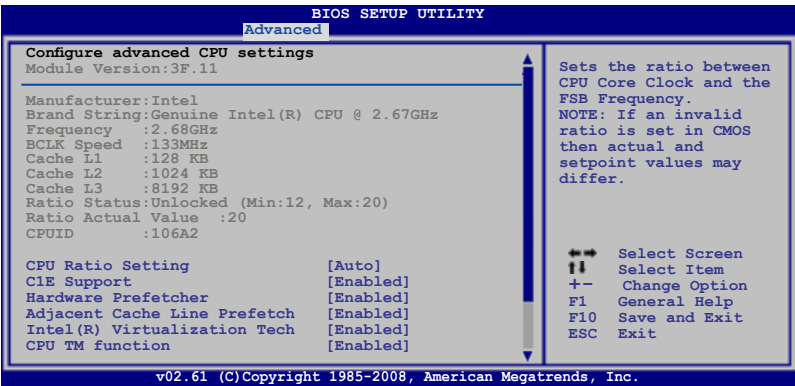 BIOS SETUP UTILITY
Advanced
Configure advanced CPU settings
Module Version:3F.11
Manufacturer:Intel
Brand String:Genuine Intel(R) CPU @ 2.67GHz
Frequency :2.68GHz
BCLK Speed :133MHz
Cache L1 :128 KB
Cache L2 :1024 KB
Cache L3 :8192 KB
Ratio Status:Unlocked (Min:12, Max:20)
Ratio Actual Value :20
CPUID :106A2
CPU Ratio Setting [Auto]
C1E Support [Enabled]
Hardware Prefetcher [Enabled]
Adjacent Cache Line Prefetch [Enabled]
Intel(R) Virtualization Tech [Enabled]
CPU TM function [Enabled]
Sets the ratio between
CPU Core Clock and the
FSB Frequency.
NOTE: If an invalid
ratio is set in CMOS
then actual and
setpoint values may
differ.
←→ Select Screen
↑↓ Select Item
+- Change Option
F1 General Help
F10 Save and Exit
ESC Exit
v02.61 (C)Copyright 1985-2008, American Megatrends, Inc.